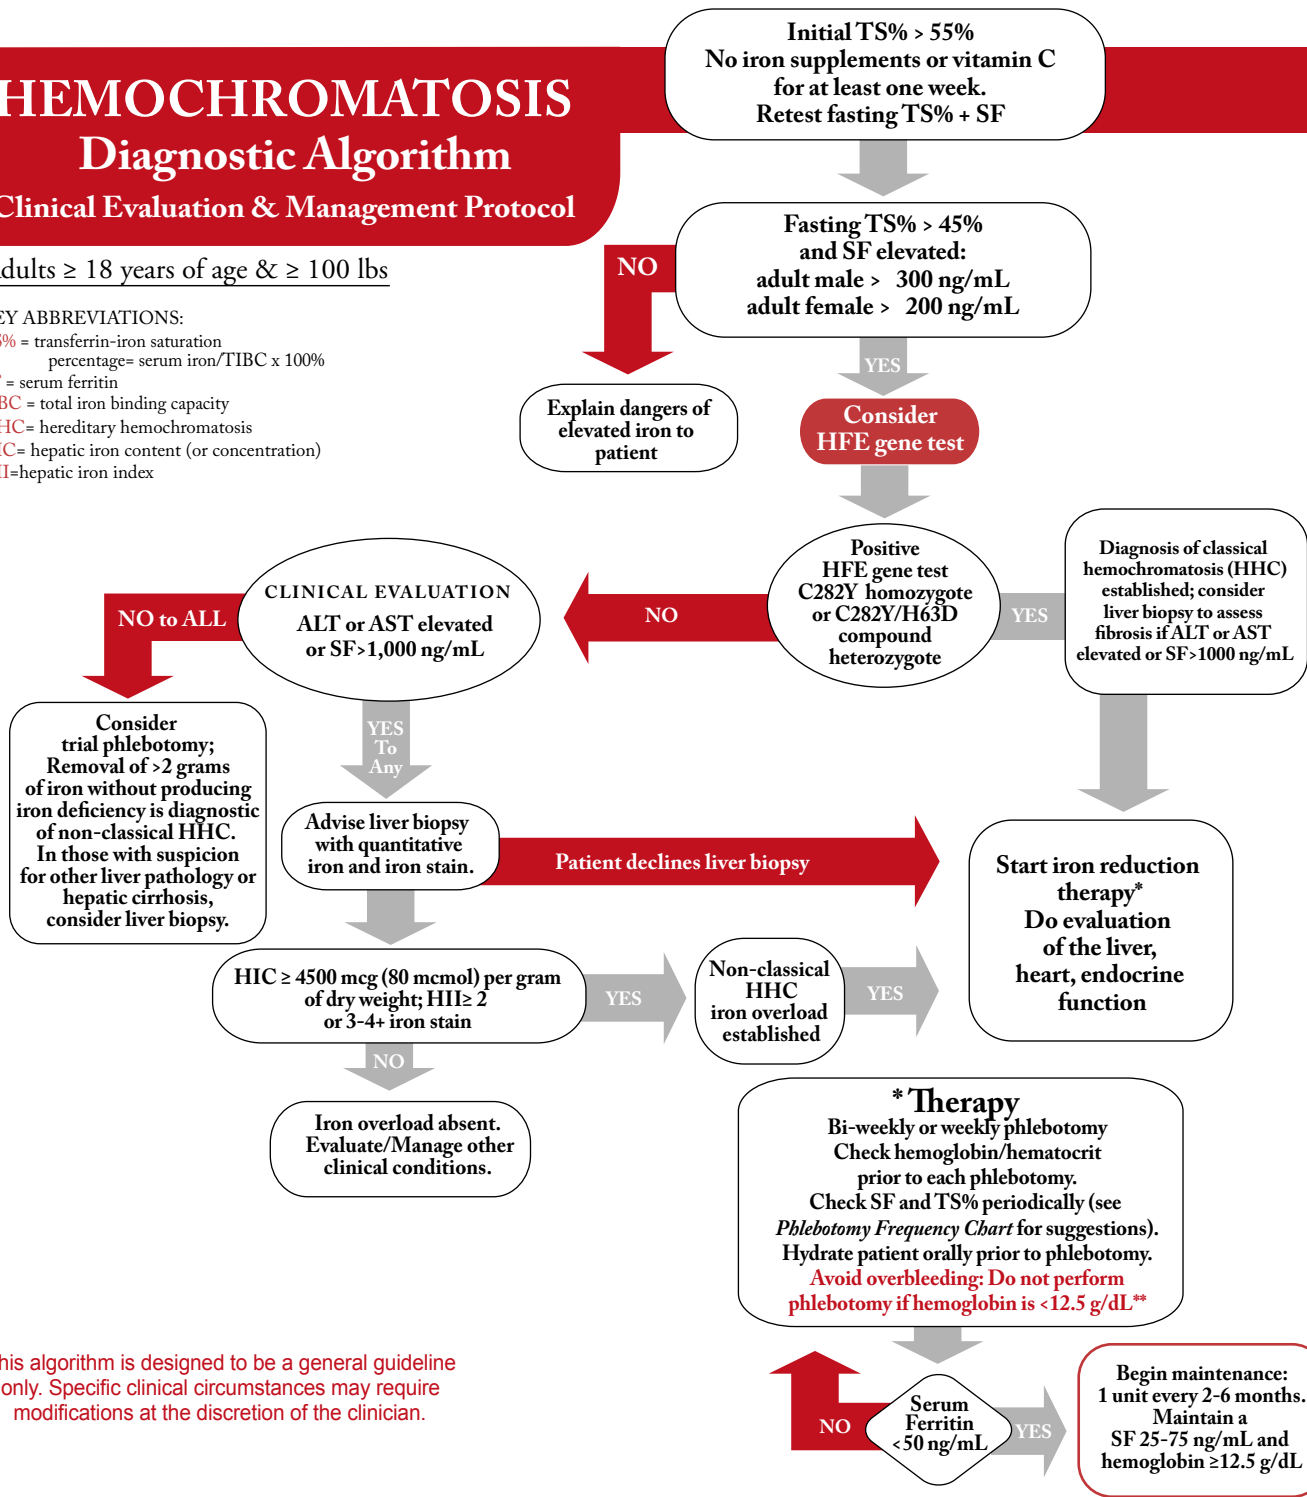 Initial TS% > 55%
No iron supplements or vitamin C
for at least one week.
Retest fasting TS% + SF
HEMOCHROMATOSIS
Diagnostic Algorithm
Clinical Evaluation & Management Protocol
dults ≥ 18 years of age & ≥ 100 lbs
EY ABBREVIATIONS:
S% = transferrin-iron saturation
percentage= serum iron/TIBC x 100%
= serum ferritin
BC = total iron binding capacity
HC= hereditary hemochromatosis
IC= hepatic iron content (or concentration)
II=hepatic iron index
Fasting TS% > 45%
and SF elevated:
adult male > 300 ng/mL
adult female > 200 ng/mL
NO
YES
Explain dangers of
elevated iron to
patient
Consider
HFE gene test
Positive
HFE gene test
C282Y homozygote
or C282Y/H63D
compound
heterozygote
YES
Diagnosis of classical
hemochromatosis (HHC)
established; consider
liver biopsy to assess
fibrosis if ALT or AST
elevated or SF>1000 ng/mL
NO
CLINICAL EVALUATION
ALT or AST elevated
or SF>1,000 ng/mL
NO to ALL
YES
To
Any
Consider
trial phlebotomy;
Removal of >2 grams
of iron without producing
iron deficiency is diagnostic
of non-classical HHC.
In those with suspicion
for other liver pathology or
hepatic cirrhosis,
consider liver biopsy.
Advise liver biopsy
with quantitative
iron and iron stain.
Patient declines liver biopsy
Start iron reduction
therapy*
Do evaluation
of the liver,
heart, endocrine
function
HIC ≥ 4500 mcg (80 mcmol) per gram
of dry weight; HII≥ 2
or 3-4+ iron stain
YES
Non-classical
HHC
iron overload
established
YES
NO
Iron overload absent.
Evaluate/Manage other
clinical conditions.
* Therapy
Bi-weekly or weekly phlebotomy
Check hemoglobin/hematocrit
prior to each phlebotomy.
Check SF and TS% periodically (see
Phlebotomy Frequency Chart for suggestions).
Hydrate patient orally prior to phlebotomy.
Avoid overbleeding: Do not perform
phlebotomy if hemoglobin is <12.5 g/dL**
his algorithm is designed to be a general guideline
only. Specific clinical circumstances may require
modifications at the discretion of the clinician.
NO
Serum
Ferritin
<50 ng/mL
YES
Begin maintenance:
1 unit every 2-6 months.
Maintain a
SF 25-75 ng/mL and
hemoglobin ≥12.5 g/dL